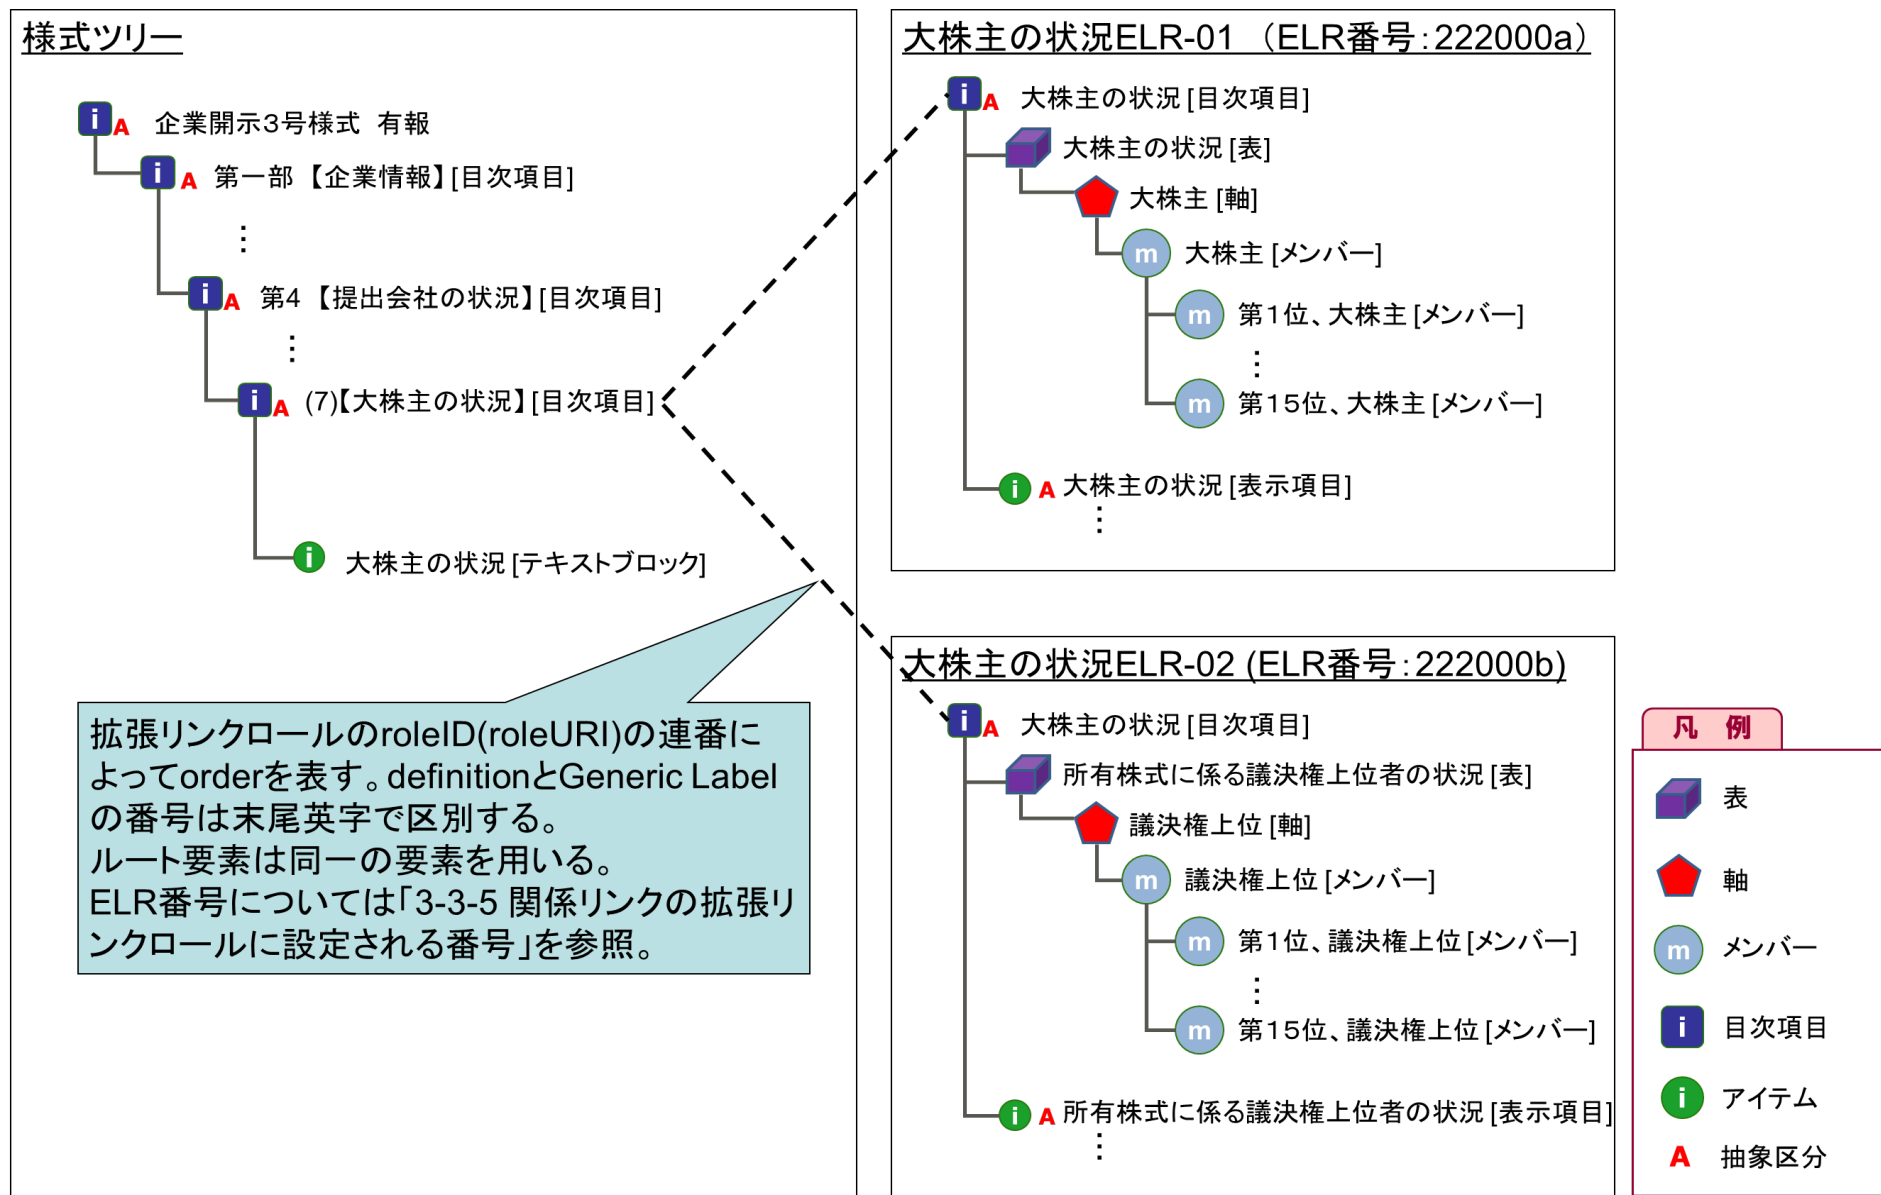 様式ツリー
i A 企業開示3号様式 有報
i A 第一部 【企業情報】[目次項目]
⋮
i A 第4 【提出会社の状況】[目次項目]
⋮
i A (7)【大株主の状況】[目次項目]
i 大株主の状況[テキストブロック]
拡張リンクロールのroleID(roleURI)の連番に
よってorderを表す。definitionとGeneric Label
の番号は末尾英字で区別する。
ルート要素は同一の要素を用いる。
ELR番号については「3-3-5 関係リンクの拡張リ
ンクロールに設定される番号」を参照。
大株主の状況ELR-01 （ELR番号：222000a）
i A 大株主の状況[目次項目]
大株主の状況[表]
大株主[軸]
m 大株主[メンバー]
m 第1位、大株主[メンバー]
⋮
m 第15位、大株主[メンバー]
i A 大株主の状況[表示項目]
⋮
大株主の状況ELR-02 (ELR番号：222000b)
i A 大株主の状況[目次項目]
所有株式に係る議決権上位者の状況[表]
議決権上位[軸]
m 議決権上位[メンバー]
m 第1位、議決権上位[メンバー]
⋮
m 第15位、議決権上位[メンバー]
i A 所有株式に係る議決権上位者の状況[表示項目]
⋮
凡 例
表
軸
m メンバー
i 目次項目
i アイテム
A 抽象区分